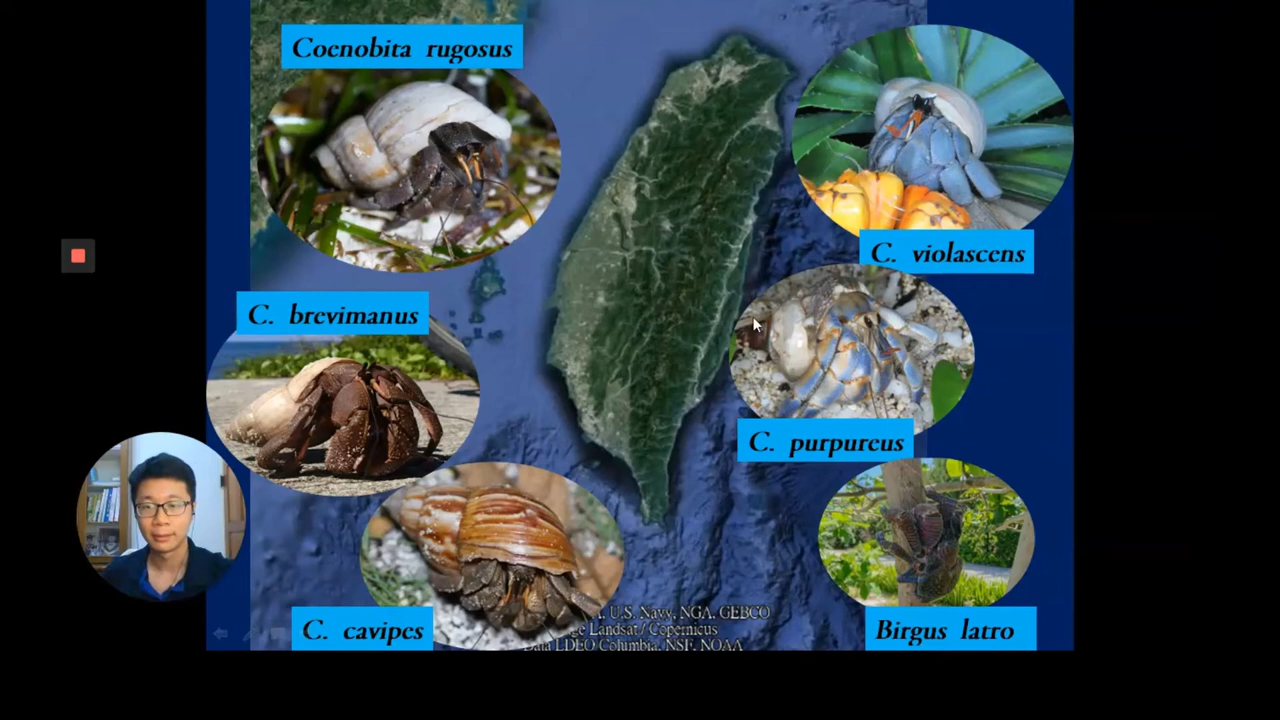 Coenobita rugosus
C. violascens
C. brevimanus
C. purpureus
C. cavipes
Birgus latro
U.S. Navy, NGA, GEBCO
Landsat / Copernicus
Data LDEO Columbia, NSF, NOAA